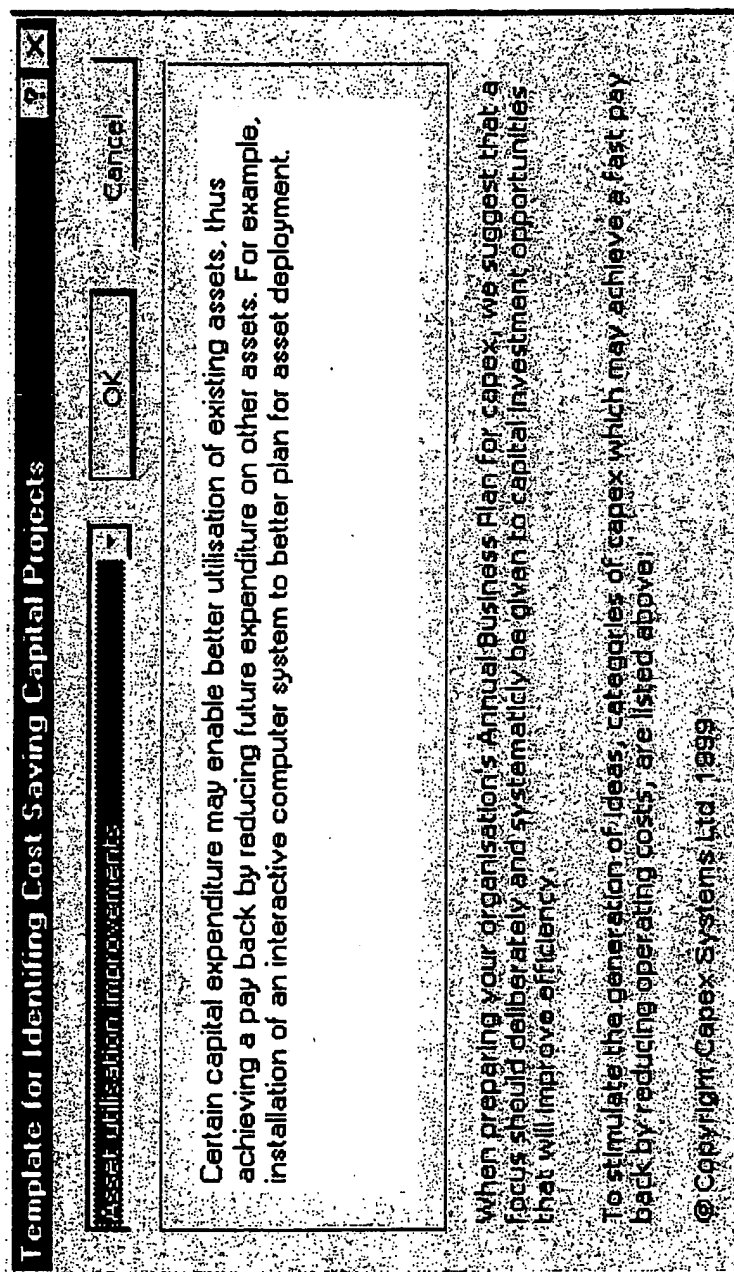 Template for Identifing Cost Saving Capital Projects
? X
Asset utilisation improvements
OK
Cancel
Certain capital expenditure may enable better utilisation of existing assets, thus
achieving a pay back by reducing future expenditure on other assets. For example,
installation of an interactive computer system to better plan for asset deployment.
When preparing your organisation's Annual Business Plan for capex, we suggest that a
focus should deliberately and systematicly be given to capital investment opportunities
that will improve efficiency.
To stimulate the generation of ideas, categories of capex which may achieve a fast pay
back by reducing operating costs, are listed above.
© Copyright Capex Systems Ltd. 1999